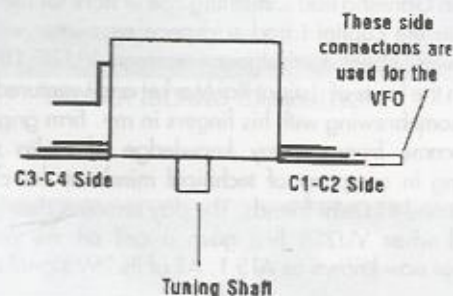 These side
connections are
used for the
VFO
C3-C4 Side
C1-C2 Side
Tuning Shaft